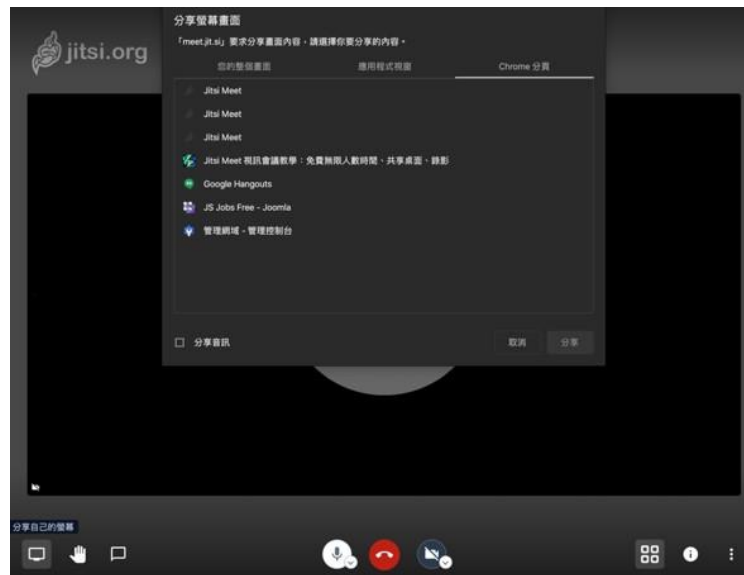 jitsi.org
分享螢幕畫面
「meet.jit.si」要求分享畫面內容，請選擇你要分享的內容。
您的整個畫面 應用程式視窗 Chrome 分頁
Jitsi Meet
Jitsi Meet
Jitsi Meet
Jitsi Meet 視訊會議教學：免費無限人數時間、共享桌面、錄影
Google Hangouts
JS Jobs Free - Joomla
管理網域 - 管理控制台
分享音訊
取消 分享
分享自己的螢幕